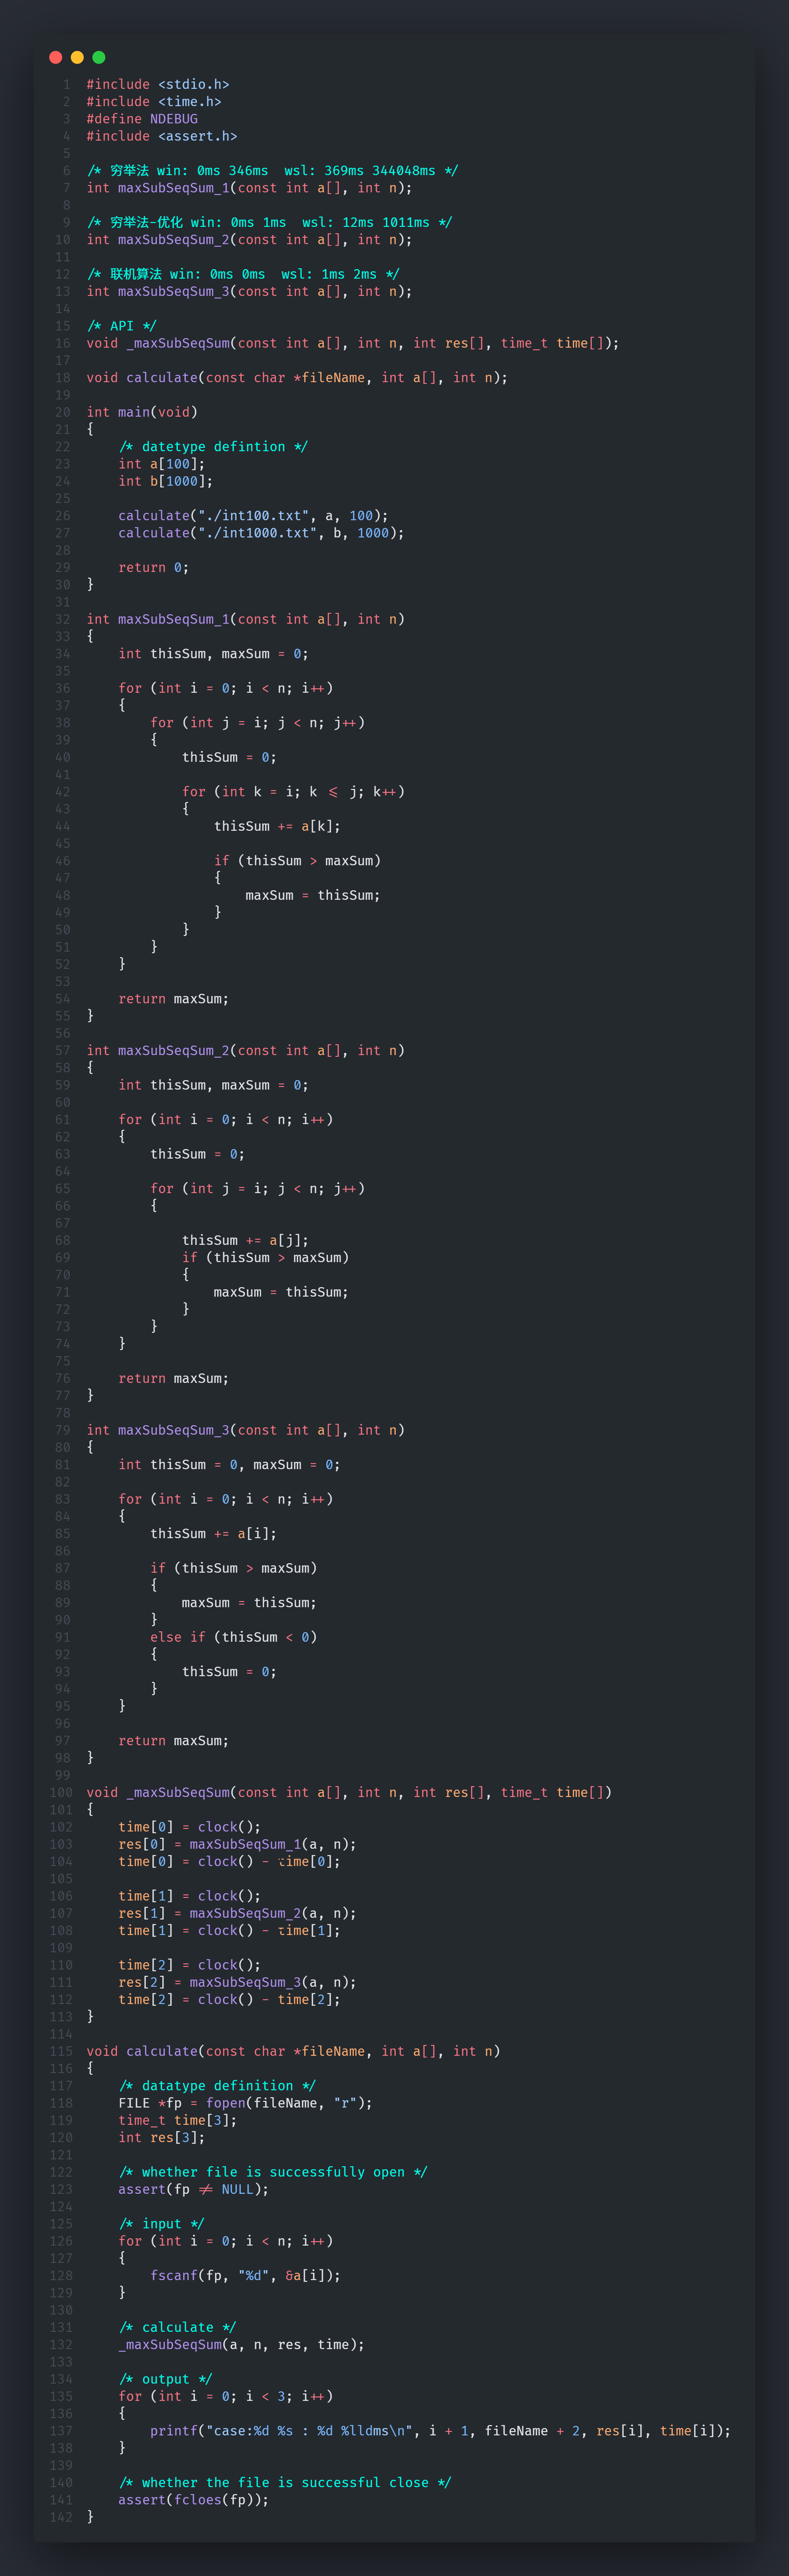 1 #include <stdio.h>
2 #include <time.h>
3 #define NDEBUG
4 #include <assert.h>
5
6 /* 穷举法 win: 0ms 346ms  wsl: 369ms 344048ms */
7 int maxSubSeqSum_1(const int a[], int n);
8
9 /* 穷举法-优化 win: 0ms 1ms  wsl: 12ms 1011ms */
10 int maxSubSeqSum_2(const int a[], int n);
11
12 /* 联机算法 win: 0ms 0ms  wsl: 1ms 2ms */
13 int maxSubSeqSum_3(const int a[], int n);
14
15 /* API */
16 void _maxSubSeqSum(const int a[], int n, int res[], time_t time[]);
17
18 void calculate(const char *fileName, int a[], int n);
19
20 int main(void)
21 {
22     /* datetype defintion */
23     int a[100];
24     int b[1000];
25
26     calculate("./int100.txt", a, 100);
27     calculate("./int1000.txt", b, 1000);
28
29     return 0;
30 }
31
32 int maxSubSeqSum_1(const int a[], int n)
33 {
34     int thisSum, maxSum = 0;
35
36     for (int i = 0; i < n; i++)
37     {
38         for (int j = i; j < n; j++)
39         {
40             thisSum = 0;
41
42             for (int k = i; k <= j; k++)
43             {
44                 thisSum += a[k];
45
46                 if (thisSum > maxSum)
47                 {
48                     maxSum = thisSum;
49                 }
50             }
51         }
52     }
53
54     return maxSum;
55 }
56
57 int maxSubSeqSum_2(const int a[], int n)
58 {
59     int thisSum, maxSum = 0;
60
61     for (int i = 0; i < n; i++)
62     {
63         thisSum = 0;
64
65         for (int j = i; j < n; j++)
66         {
67
68             thisSum += a[j];
69             if (thisSum > maxSum)
70             {
71                 maxSum = thisSum;
72             }
73         }
74     }
75
76     return maxSum;
77 }
78
79 int maxSubSeqSum_3(const int a[], int n)
80 {
81     int thisSum = 0, maxSum = 0;
82
83     for (int i = 0; i < n; i++)
84     {
85         thisSum += a[i];
86
87         if (thisSum > maxSum)
88         {
89             maxSum = thisSum;
90         }
91         else if (thisSum < 0)
92         {
93             thisSum = 0;
94         }
95     }
96
97     return maxSum;
98 }
99
100 void _maxSubSeqSum(const int a[], int n, int res[], time_t time[])
101 {
102     time[0] = clock();
103     res[0] = maxSubSeqSum_1(a, n);
104     time[0] = clock() - time[0];
105
106     time[1] = clock();
107     res[1] = maxSubSeqSum_2(a, n);
108     time[1] = clock() - time[1];
109
110     time[2] = clock();
111     res[2] = maxSubSeqSum_3(a, n);
112     time[2] = clock() - time[2];
113 }
114
115 void calculate(const char *fileName, int a[], int n)
116 {
117     /* datatype definition */
118     FILE *fp = fopen(fileName, "r");
119     time_t time[3];
120     int res[3];
121
122     /* whether file is successfully open */
123     assert(fp != NULL);
124
125     /* input */
126     for (int i = 0; i < n; i++)
127     {
128         fscanf(fp, "%d", &a[i]);
129     }
130
131     /* calculate */
132     _maxSubSeqSum(a, n, res, time);
133
134     /* output */
135     for (int i = 0; i < 3; i++)
136     {
137         printf("case:%d %s : %d %lldms\n", i + 1, fileName + 2, res[i], time[i]);
138     }
139
140     /* whether the file is successful close */
141     assert(fcloes(fp));
142 }